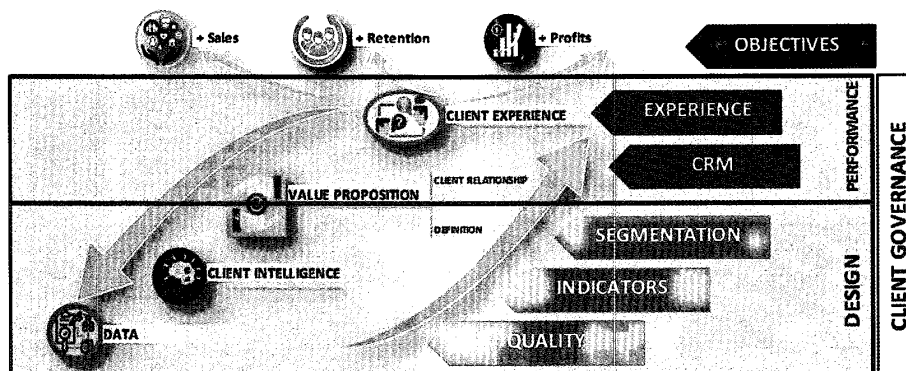 + Sales
+ Retention
+ Profits
OBJECTIVES
CLIENT EXPERIENCE
EXPERIENCE
CRM
PERFORMANCE
CLIENT RELATIONSHIP
VALUE PROPOSITION
DEFINITION
SEGMENTATION
CLIENT INTELLIGENCE
INDICATORS
DESIGN
CLIENT GOVERNANCE
DATA
QUALITY